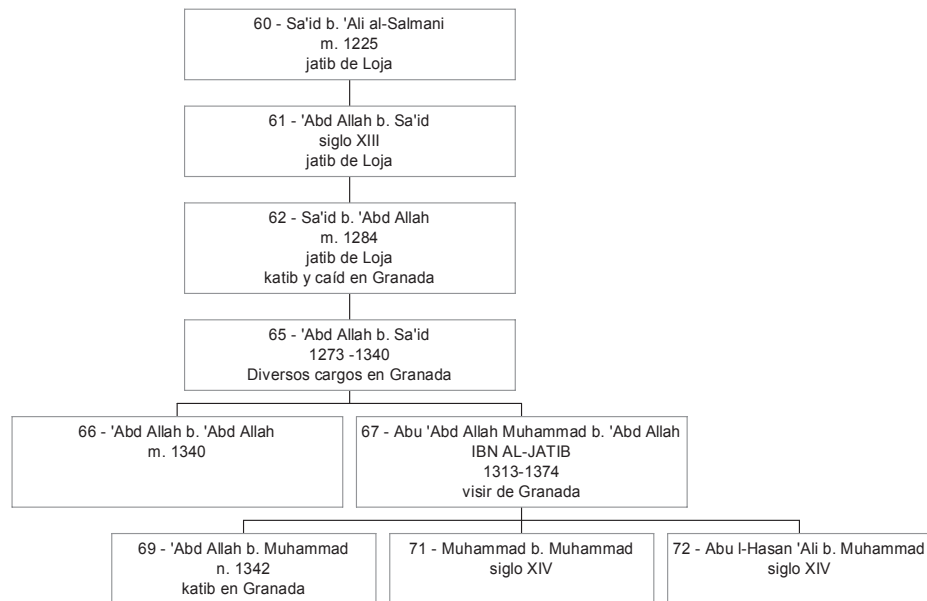 60 - Sa'id b. 'Ali al-Salmani
m. 1225
jatib de Loja
61 - 'Abd Allah b. Sa'id
siglo XIII
jatib de Loja
62 - Sa'id b. 'Abd Allah
m. 1284
jatib de Loja
katib y caíd en Granada
65 - 'Abd Allah b. Sa'id
1273 -1340
Diversos cargos en Granada
66 - 'Abd Allah b. 'Abd Allah
m. 1340
67 - Abu 'Abd Allah Muhammad b. 'Abd Allah
IBN AL-JATIB
1313-1374
visir de Granada
69 - 'Abd Allah b. Muhammad
n. 1342
katib en Granada
71 - Muhammad b. Muhammad
siglo XIV
72 - Abu l-Hasan 'Ali b. Muhammad
siglo XIV